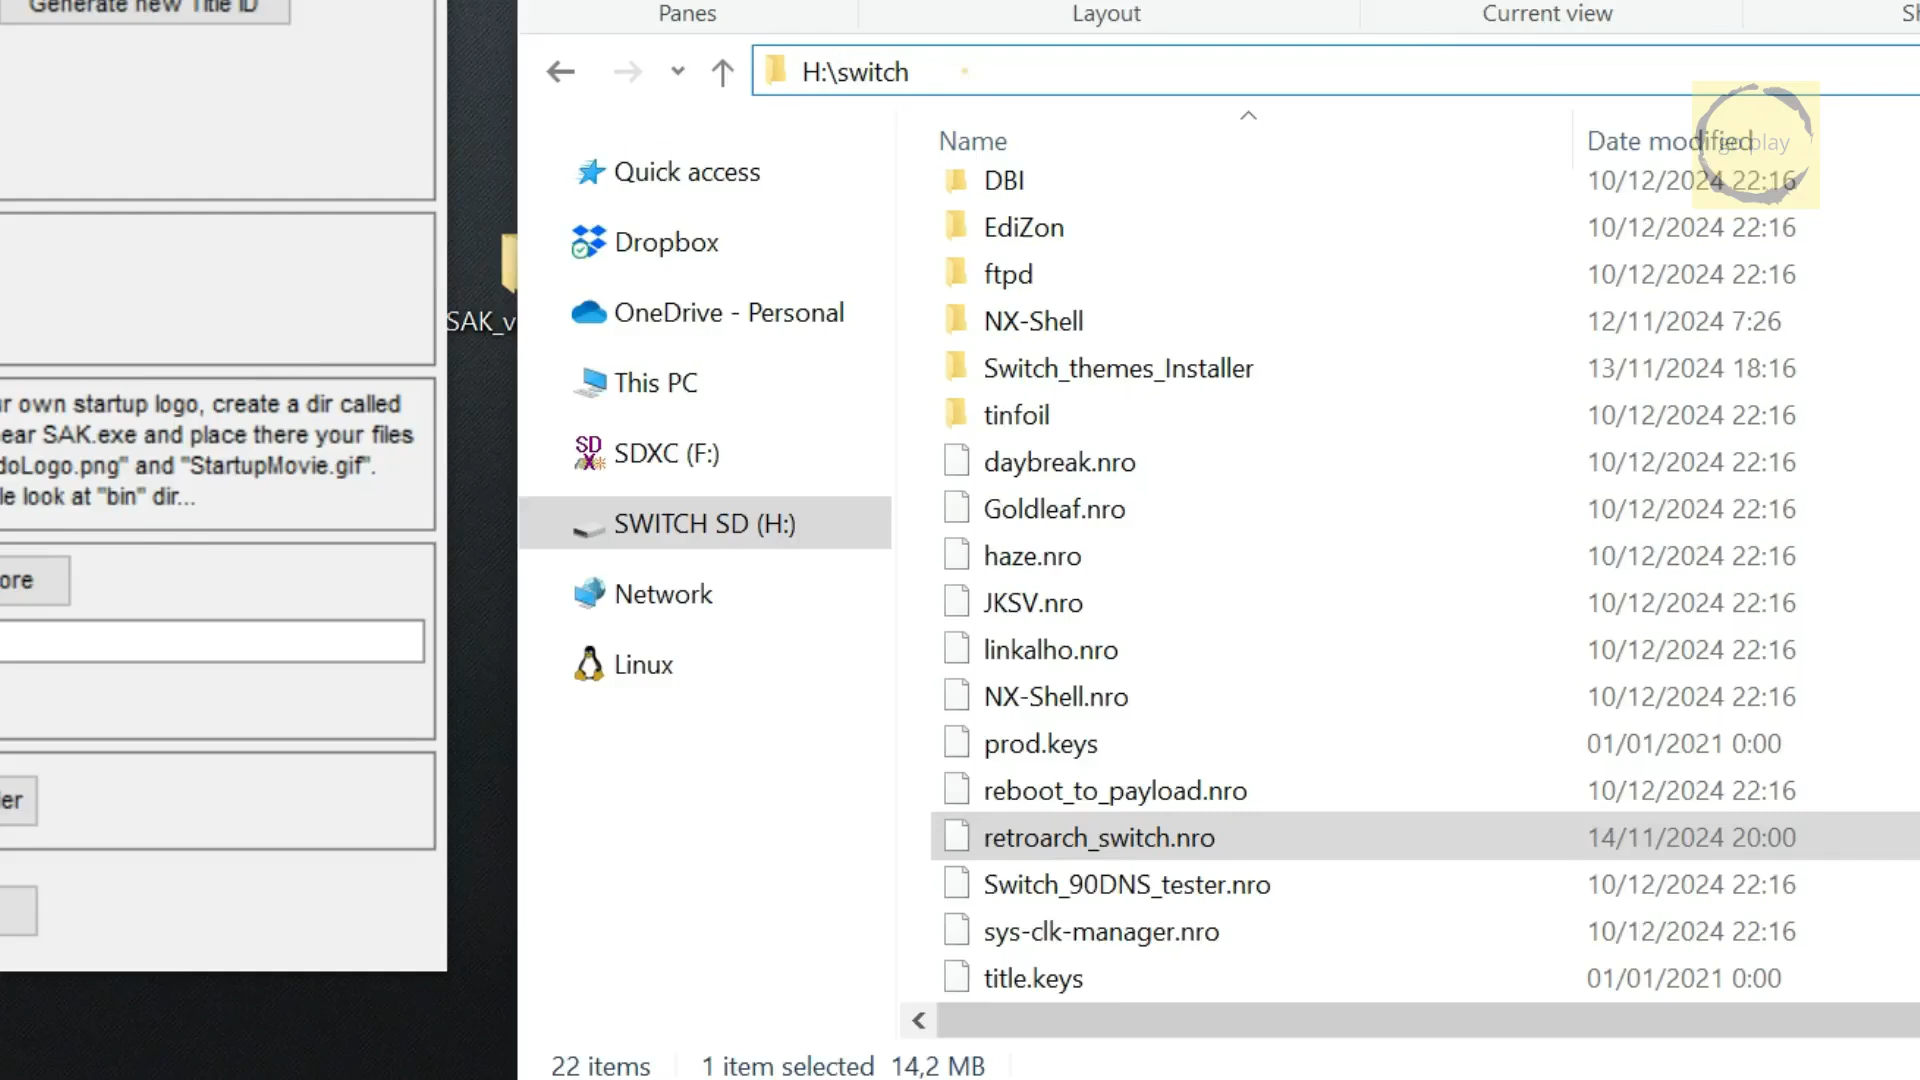 Generate new Title ID
r own startup logo, create a dir called
ear SAK.exe and place there your files
doLogo.png" and "StartupMovie.gif".
le look at "bin" dir...
ore
ler
SAK_v
Panes
Layout
Current view
H:\switch
Quick access
Dropbox
OneDrive - Personal
This PC
SDXC (F:)
SWITCH SD (H:)
Network
Linux
Name Date modified
go play
DBI 10/12/2024 22:16
EdiZon 10/12/2024 22:16
ftpd 10/12/2024 22:16
NX-Shell 12/11/2024 7:26
Switch_themes_Installer 13/11/2024 18:16
tinfoil 10/12/2024 22:16
daybreak.nro 10/12/2024 22:16
Goldleaf.nro 10/12/2024 22:16
haze.nro 10/12/2024 22:16
JKSV.nro 10/12/2024 22:16
linkalho.nro 10/12/2024 22:16
NX-Shell.nro 10/12/2024 22:16
prod.keys 01/01/2021 0:00
reboot_to_payload.nro 10/12/2024 22:16
retroarch_switch.nro 14/11/2024 20:00
Switch_90DNS_tester.nro 10/12/2024 22:16
sys-clk-manager.nro 10/12/2024 22:16
title.keys 01/01/2021 0:00
22 items 1 item selected 14,2 MB